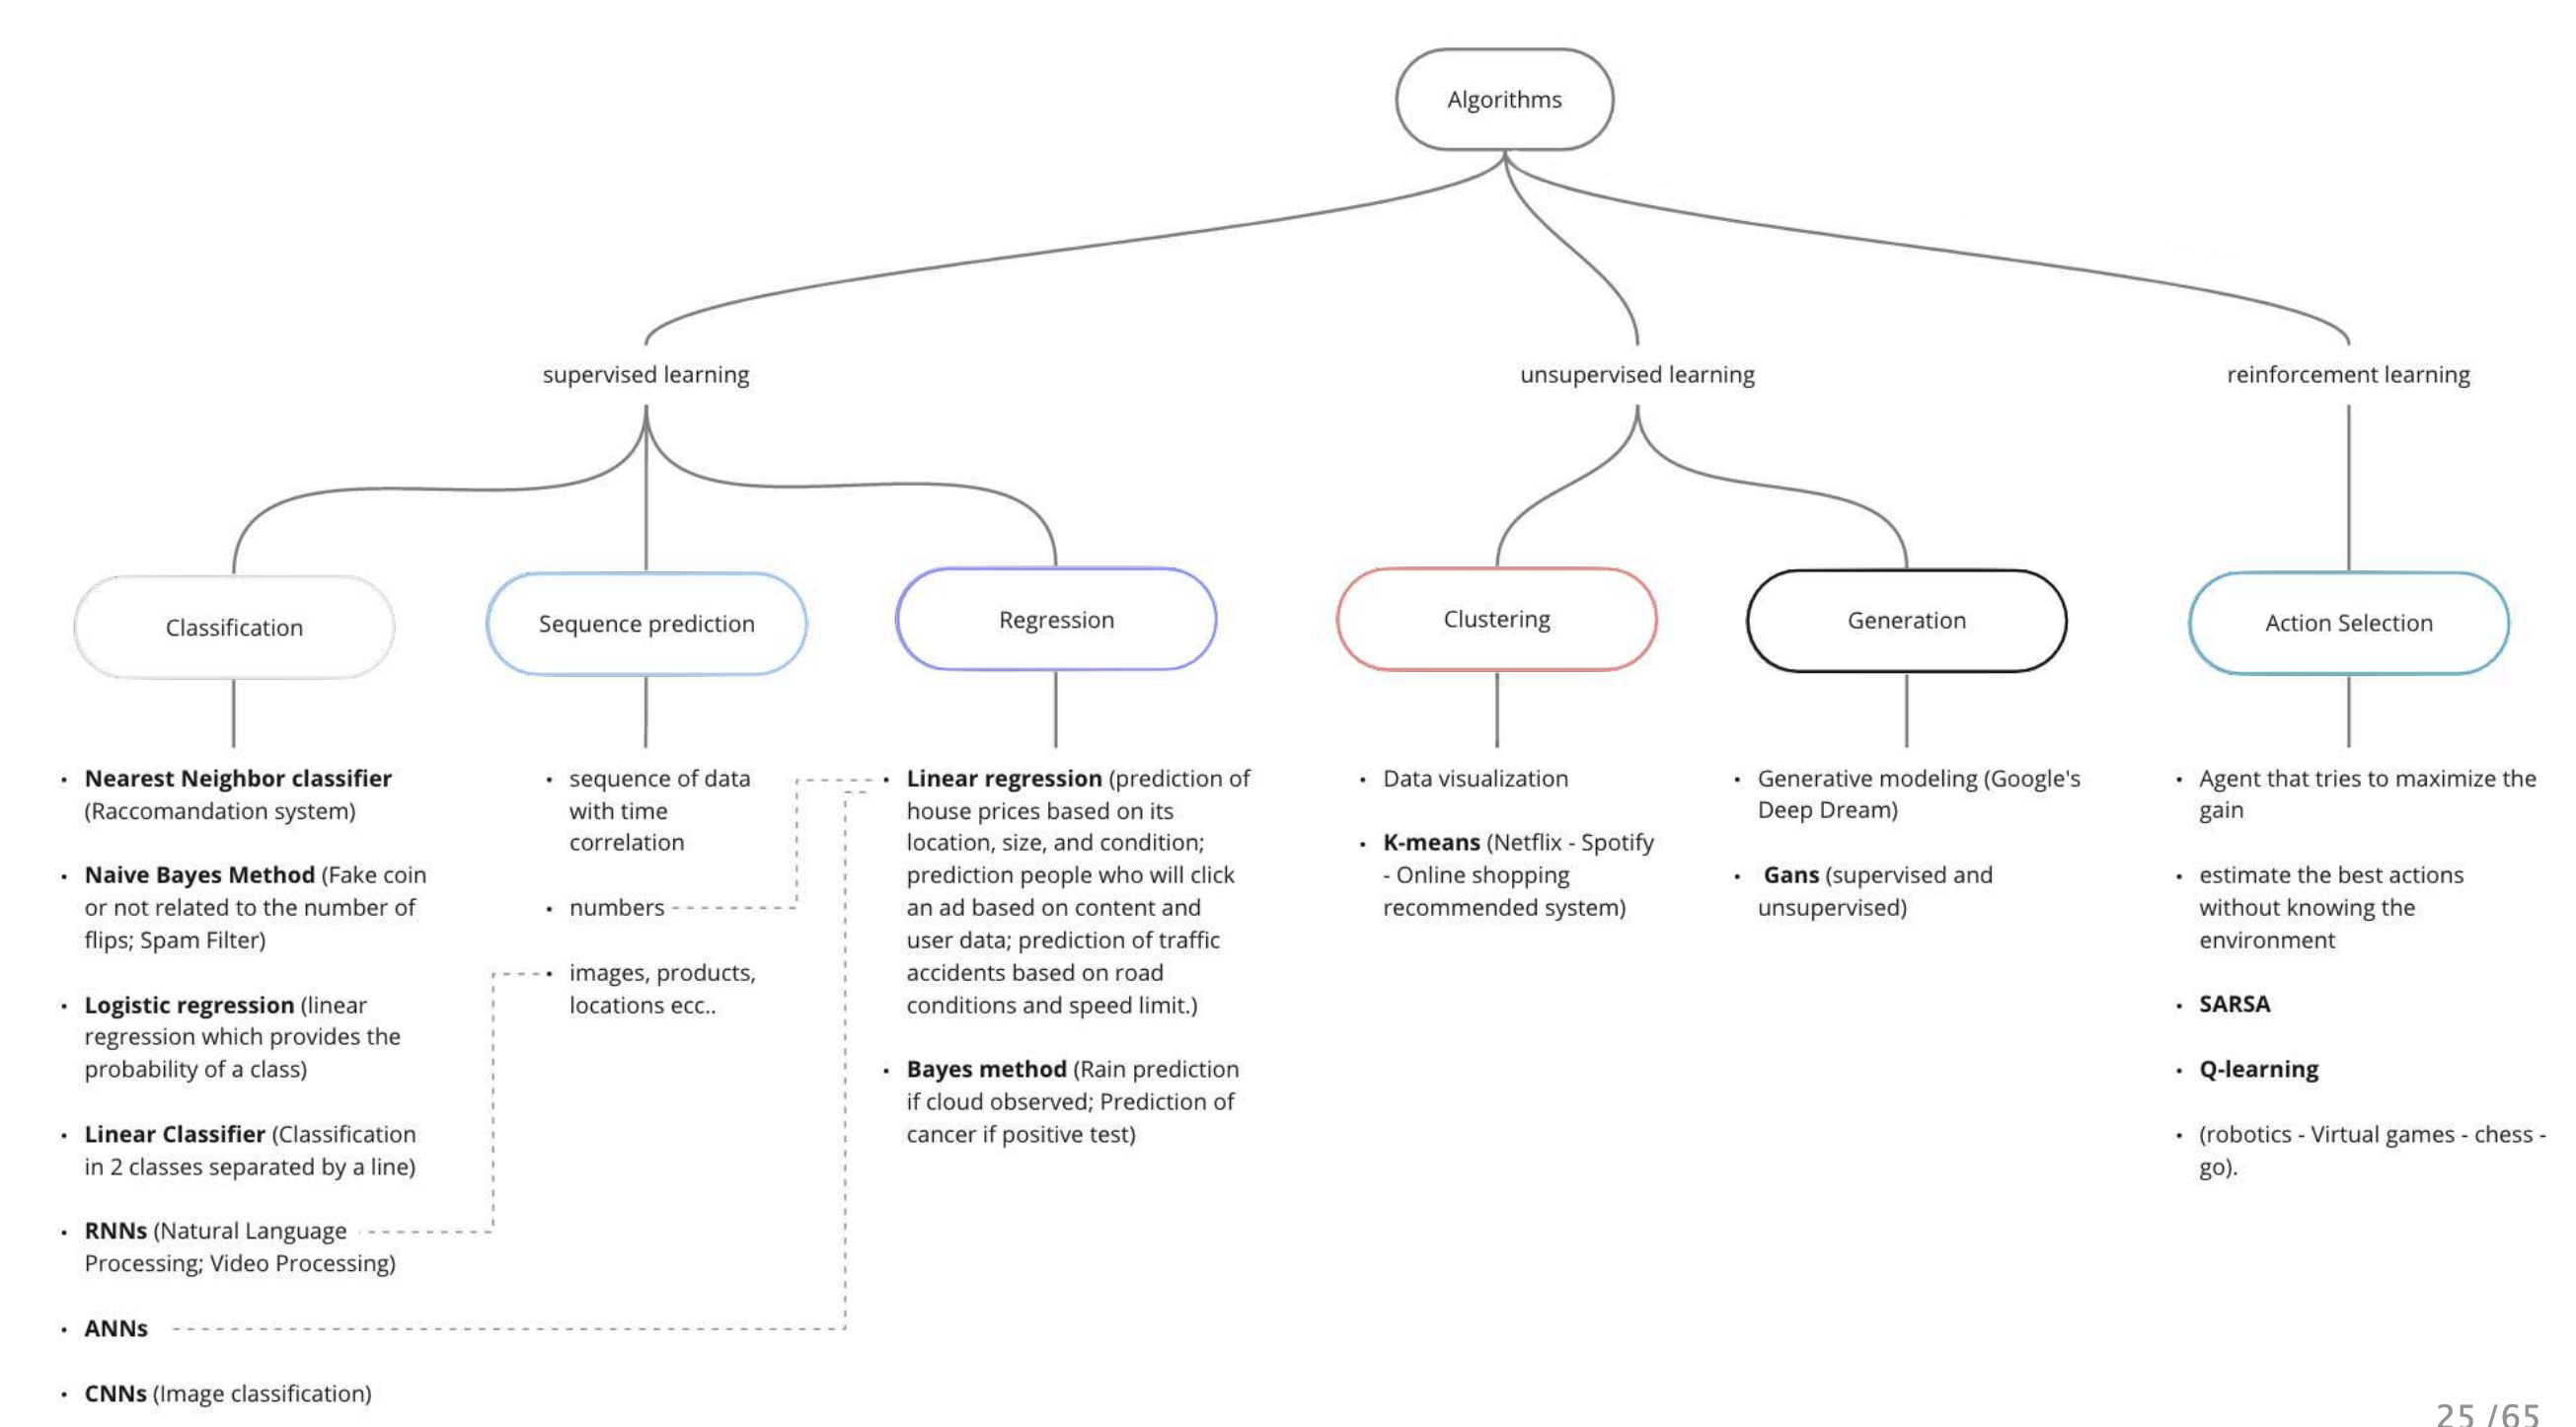 Algorithms
supervised learning
unsupervised learning
reinforcement learning
Classification
Sequence prediction
Regression
Clustering
Generation
Action Selection
• Nearest Neighbor classifier
(Raccomandation system)
• Naive Bayes Method (Fake coin
or not related to the number of
flips; Spam Filter)
• Logistic regression (linear
regression which provides the
probability of a class)
• Linear Classifier (Classification
in 2 classes separated by a line)
• RNNs (Natural Language
Processing; Video Processing)
• ANNs
• CNNs (Image classification)
• sequence of data
with time
correlation
• numbers
• images, products,
locations ecc..
• Linear regression (prediction of
house prices based on its
location, size, and condition;
prediction people who will click
an ad based on content and
user data; prediction of traffic
accidents based on road
conditions and speed limit.)
• Bayes method (Rain prediction
if cloud observed; Prediction of
cancer if positive test)
• Data visualization
• K-means (Netflix - Spotify
- Online shopping
recommended system)
• Generative modeling (Google's
Deep Dream)
• Gans (supervised and
unsupervised)
• Agent that tries to maximize the
gain
• estimate the best actions
without knowing the
environment
• SARSA
• Q-learning
• (robotics - Virtual games - chess -
go).
25 /65